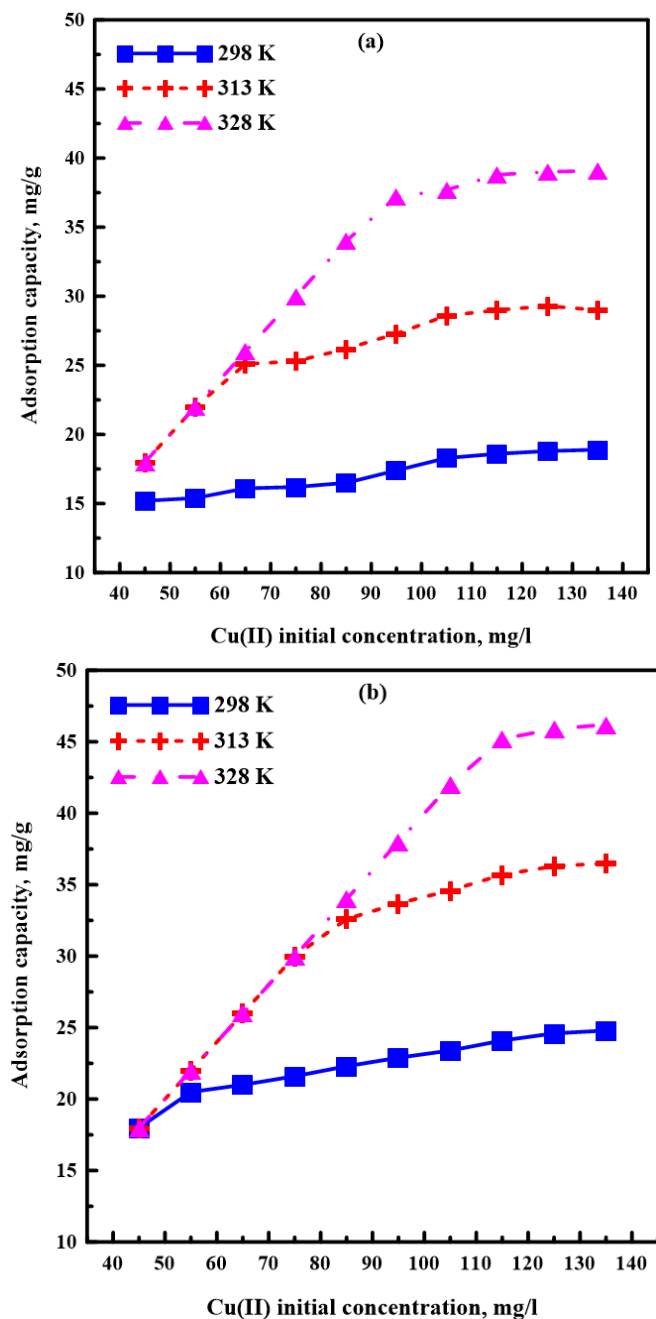 (a)
298 K
313 K
328 K
Adsorption capacity, mg/g
50
45
40
35
30
25
20
15
10
40 50 60 70 80 90 100 110 120 130 140
Cu(II) initial concentration, mg/l
(b)
298 K
313 K
328 K
Adsorption capacity, mg/g
50
45
40
35
30
25
20
15
10
40 50 60 70 80 90 100 110 120 130 140
Cu(II) initial concentration, mg/l